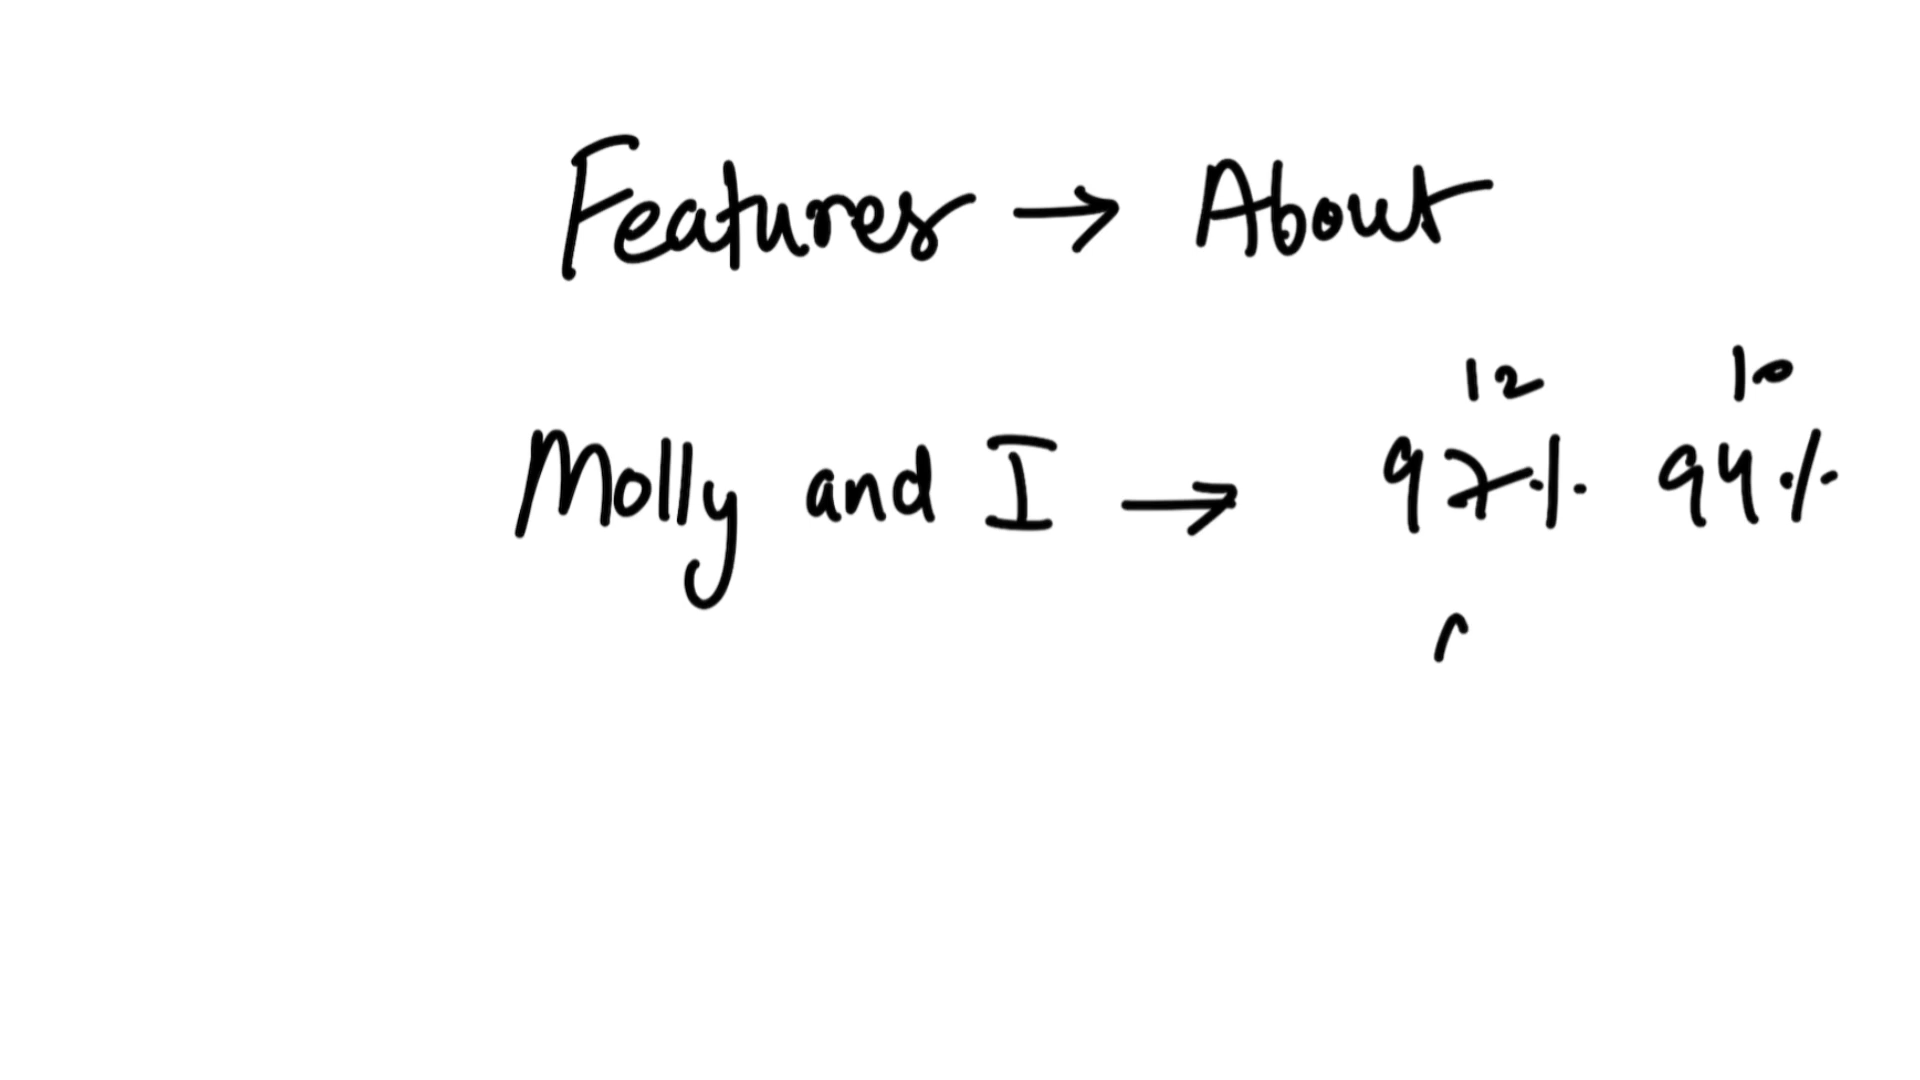 Features → About
12 10
Molly and I → 97% 94%